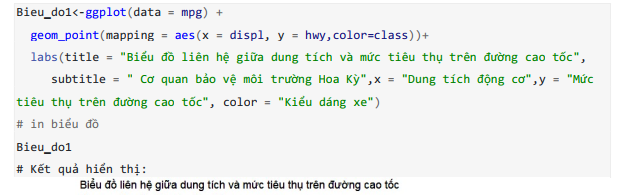 Bieu_do1<-ggplot(data = mpg) +
geom_point(mapping = aes(x = displ, y = hwy,color=class))+
labs(title = "Biểu đồ liên hệ giữa dung tích và mức tiêu thụ trên đường cao tốc",
subtitle = " Cơ quan bảo vệ môi trường Hoa Kỳ",x = "Dung tích động cơ",y = "Mức
tiêu thụ trên đường cao tốc", color = "Kiểu dáng xe")
# in biểu đồ
Bieu_do1
# Kết quả hiển thị:
Biểu đồ liên hệ giữa dung tích và mức tiêu thụ trên đường cao tốc